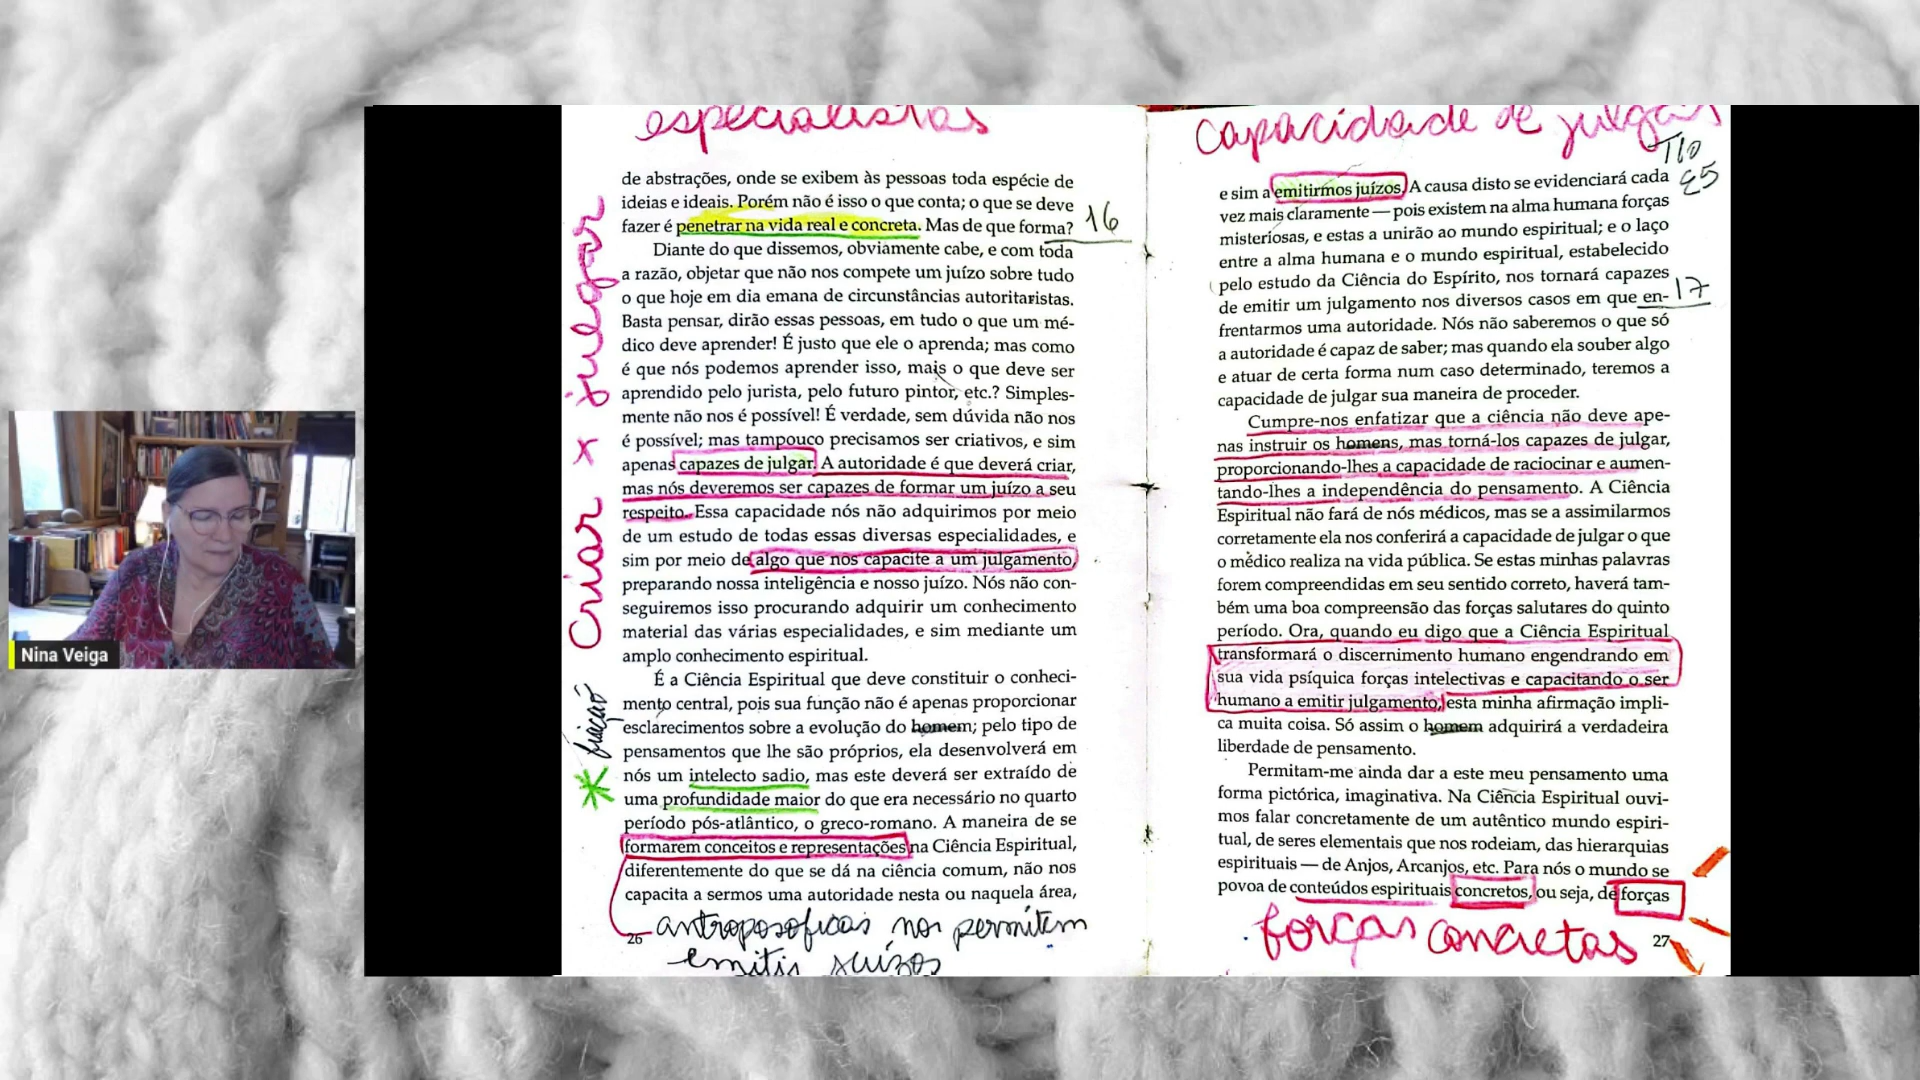 especialistas
de abstrações, onde se exibem às pessoas toda espécie de
ideias e ideais. Porém não é isso o que conta; o que se deve
fazer é penetrar na vida real e concreta. Mas de que forma?
16
Diante do que dissemos, obviamente cabe, e com toda
a razão, objetar que não nos compete um juízo sobre tudo
o que hoje em dia emana de circunstâncias autoritaristas.
Basta pensar, dirão essas pessoas, em tudo o que um mé-
dico deve aprender! É justo que ele o aprenda; mas como
é que nós podemos aprender isso, mais o que deve ser
aprendido pelo jurista, pelo futuro pintor, etc.? Simples-
mente não nos é possível! É verdade, sem dúvida não nos
é possível; mas tampouco precisamos ser criativos, e sim
apenas capazes de julgar. A autoridade é que deverá criar,
mas nós deveremos ser capazes de formar um juízo a seu
respeito. Essa capacidade nós não adquirimos por meio
de um estudo de todas essas diversas especialidades, e
sim por meio de algo que nos capacite a um julgamento,
preparando nossa inteligência e nosso juízo. Nós não con-
seguiremos isso procurando adquirir um conhecimento
material das várias especialidades, e sim mediante um
amplo conhecimento espiritual.
É a Ciência Espiritual que deve constituir o conheci-
mento central, pois sua função não é apenas proporcionar
esclarecimentos sobre a evolução do homem; pelo tipo de
pensamentos que lhe são próprios, ela desenvolverá em
nós um intelecto sadio, mas este deverá ser extraído de
uma profundidade maior do que era necessário no quarto
período pós-atlântico, o greco-romano. A maneira de se
formarem conceitos e representações na Ciência Espiritual,
diferentemente do que se dá na ciência comum, não nos
capacita a sermos uma autoridade nesta ou naquela área,
26
antroposoficas nos permitem
emitir juízos
Criar x julgar
fiação
capacidade de julgar
T10
E5
e sim a emitirmos juízos. A causa disto se evidenciará cada
vez mais claramente — pois existem na alma humana forças
misteriosas, e estas a unirão ao mundo espiritual; e o laço
entre a alma humana e o mundo espiritual, estabelecido
pelo estudo da Ciência do Espírito, nos tornará capazes
de emitir um julgamento nos diversos casos em que en-
17
frentarmos uma autoridade. Nós não saberemos o que só
a autoridade é capaz de saber; mas quando ela souber algo
e atuar de certa forma num caso determinado, teremos a
capacidade de julgar sua maneira de proceder.
Cumpre-nos enfatizar que a ciência não deve ape-
nas instruir os homens, mas torná-los capazes de julgar,
proporcionando-lhes a capacidade de raciocinar e aumen-
tando-lhes a independência do pensamento. A Ciência
Espiritual não fará de nós médicos, mas se a assimilarmos
corretamente ela nos conferirá a capacidade de julgar o que
o médico realiza na vida pública. Se estas minhas palavras
forem compreendidas em seu sentido correto, haverá tam-
bém uma boa compreensão das forças salutares do quinto
período. Ora, quando eu digo que a Ciência Espiritual
transformará o discernimento humano engendrando em
sua vida psíquica forças intelectivas e capacitando o ser
humano a emitir julgamento, esta minha afirmação impli-
ca muita coisa. Só assim o homem adquirirá a verdadeira
liberdade de pensamento.
Permitam-me ainda dar a este meu pensamento uma
forma pictórica, imaginativa. Na Ciência Espiritual ouvi-
mos falar concretamente de um autêntico mundo espiri-
tual, de seres elementais que nos rodeiam, das hierarquias
espirituais — de Anjos, Arcanjos, etc. Para nós o mundo se
povoa de conteúdos espirituais concretos, ou seja, de forças
forças concretas
27
Nina Veiga